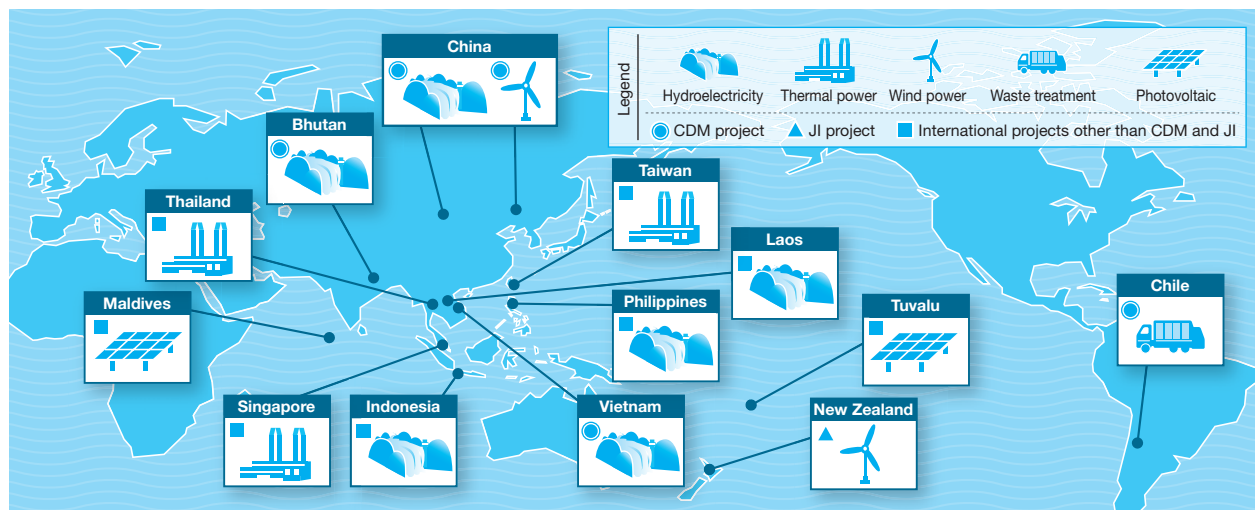 China
Legend
Hydroelectricity
Thermal power
Wind power
Waste treatment
Photovoltaic
CDM project
JI project
International projects other than CDM and JI
Bhutan
Taiwan
Thailand
Laos
Maldives
Philippines
Tuvalu
Chile
Singapore
Indonesia
Vietnam
New Zealand